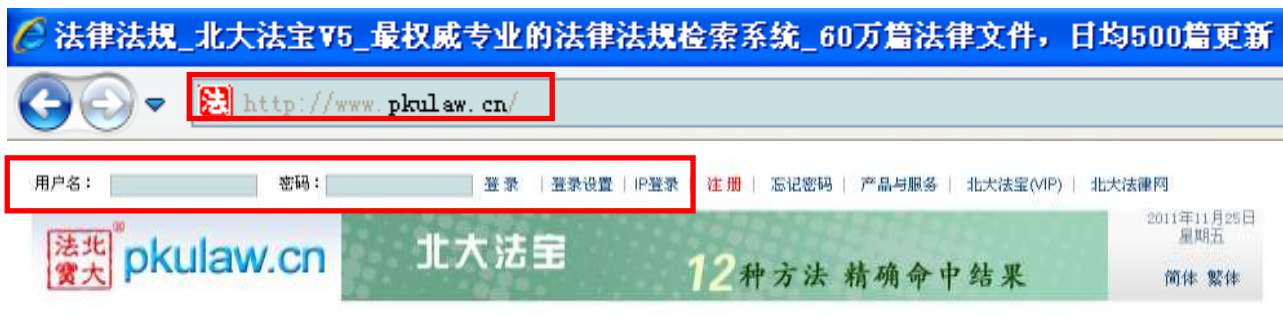 法律法规_北大法宝V5_最权威专业的法律法规检索系统_60万篇法律文件，日均500篇更新
法 http://www.pkulaw.cn/
用户名： 密码： 登 录 | 登录设置 | IP登录 | 注 册 | 忘记密码 | 产品与服务 | 北大法宝(VIP) | 北大法律网
法北
寶大
® pkulaw.cn
北大法宝
12种方法 精确命中结果
2011年11月25日
星期五
简体 繁体